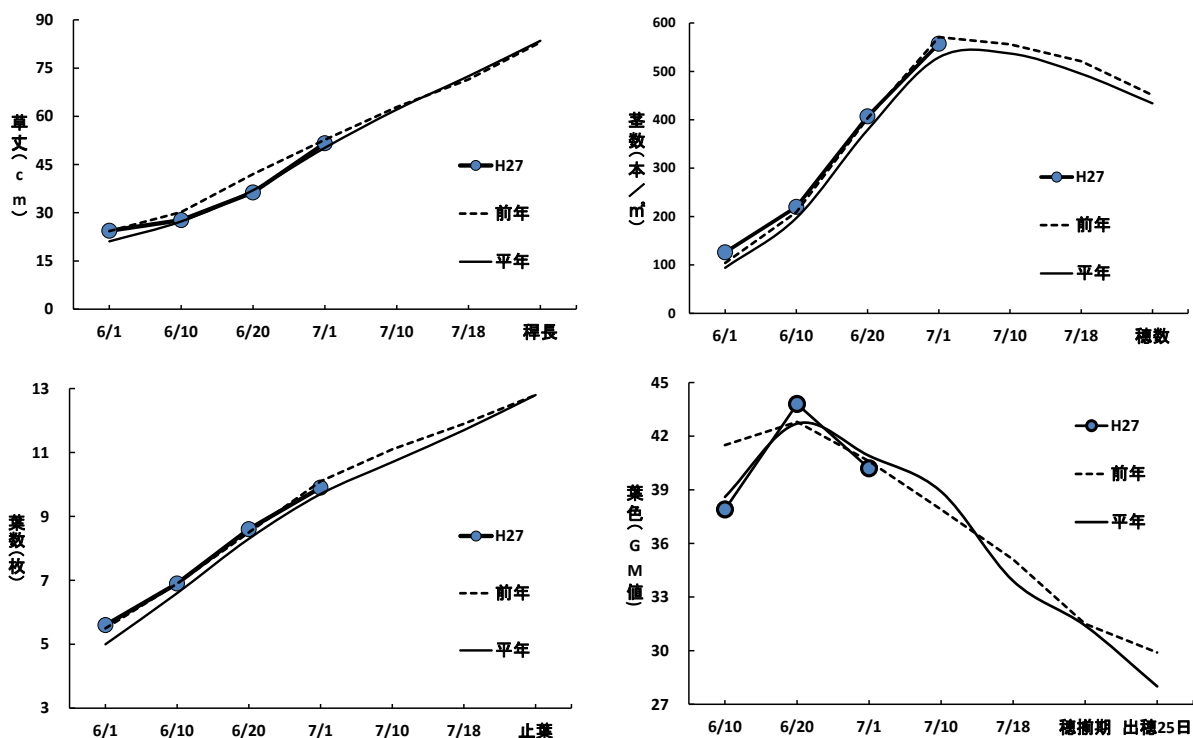 90
75
60
45
30
15
0
草丈(cm)
H27
前年
平年
6/1 6/10 6/20 7/1 7/10 7/18 稈長
600
500
400
300
200
100
0
茎数(本/㎡)
H27
前年
平年
6/1 6/10 6/20 7/1 7/10 7/18 穂数
13
11
9
7
5
3
葉数(枚)
H27
前年
平年
6/1 6/10 6/20 7/1 7/10 7/18 止葉
45
42
39
36
33
30
27
葉色(GM値)
H27
前年
平年
6/10 6/20 7/1 7/10 7/18 穂揃期 出穂25日